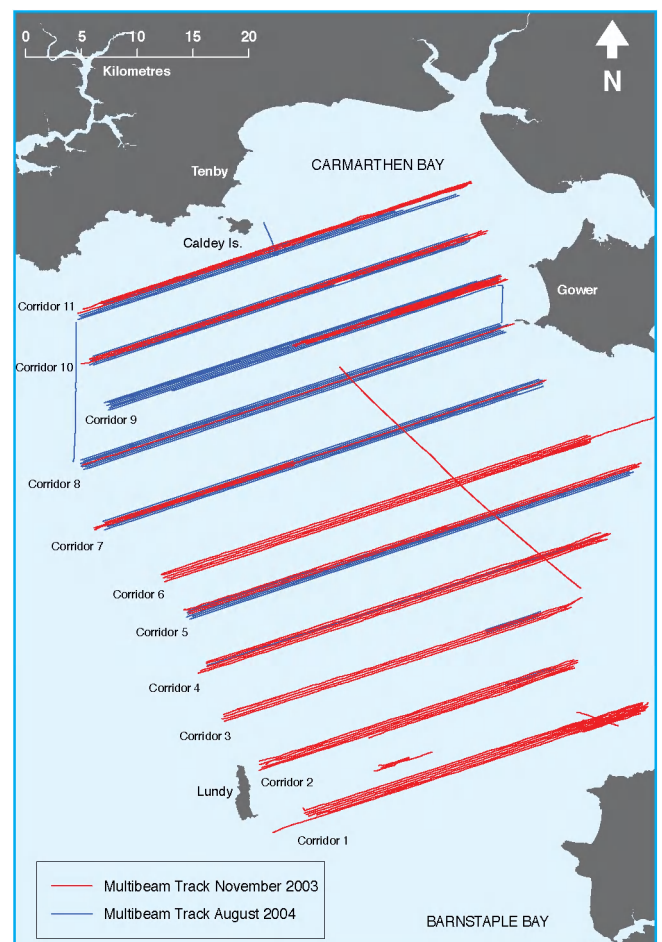 0 5 10 15 20
Kilometres
N
Tenby
CARMARTHEN BAY
Caldey Is.
Gower
Corridor 11
Corridor 10
Corridor 9
Corridor 8
Corridor 7
Corridor 6
Corridor 5
Corridor 4
Corridor 3
Corridor 2
Lundy
Corridor 1
Multibeam Track November 2003
Multibeam Track August 2004
BARNSTAPLE BAY